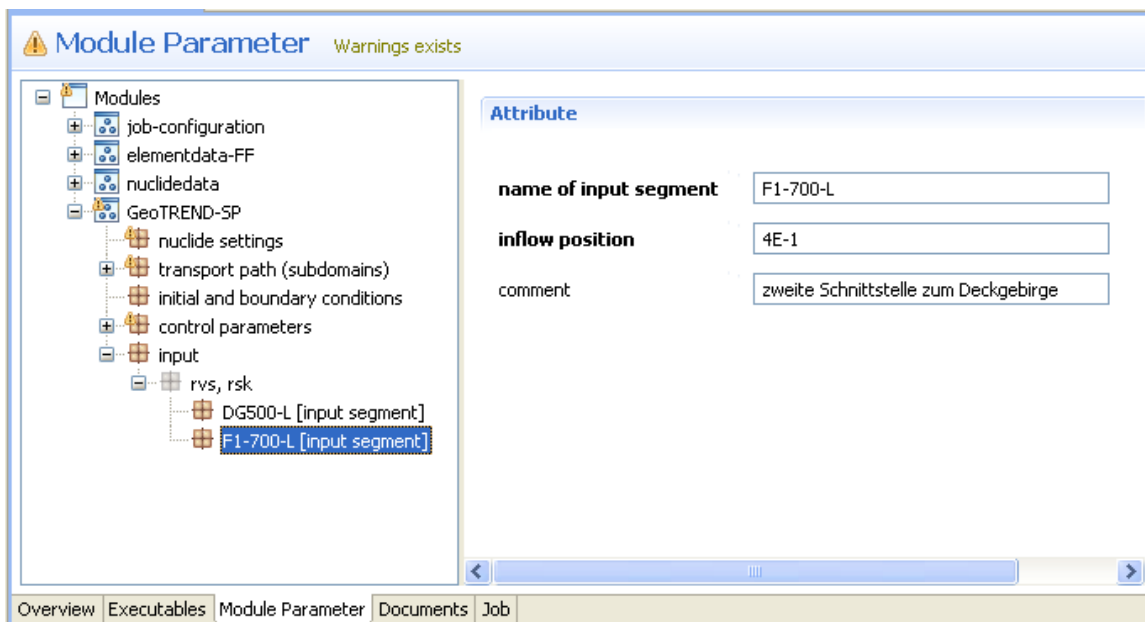 Module Parameter Warnings exists
Modules
job-configuration
elementdata-FF
nuclidedata
GeoTREND-SP
nuclide settings
transport path (subdomains)
initial and boundary conditions
control parameters
input
rvs, rsk
DG500-L [input segment]
F1-700-L [input segment]
Attribute
name of input segment F1-700-L
inflow position 4E-1
comment zweite Schnittstelle zum Deckgebirge
Overview Executables Module Parameter Documents Job